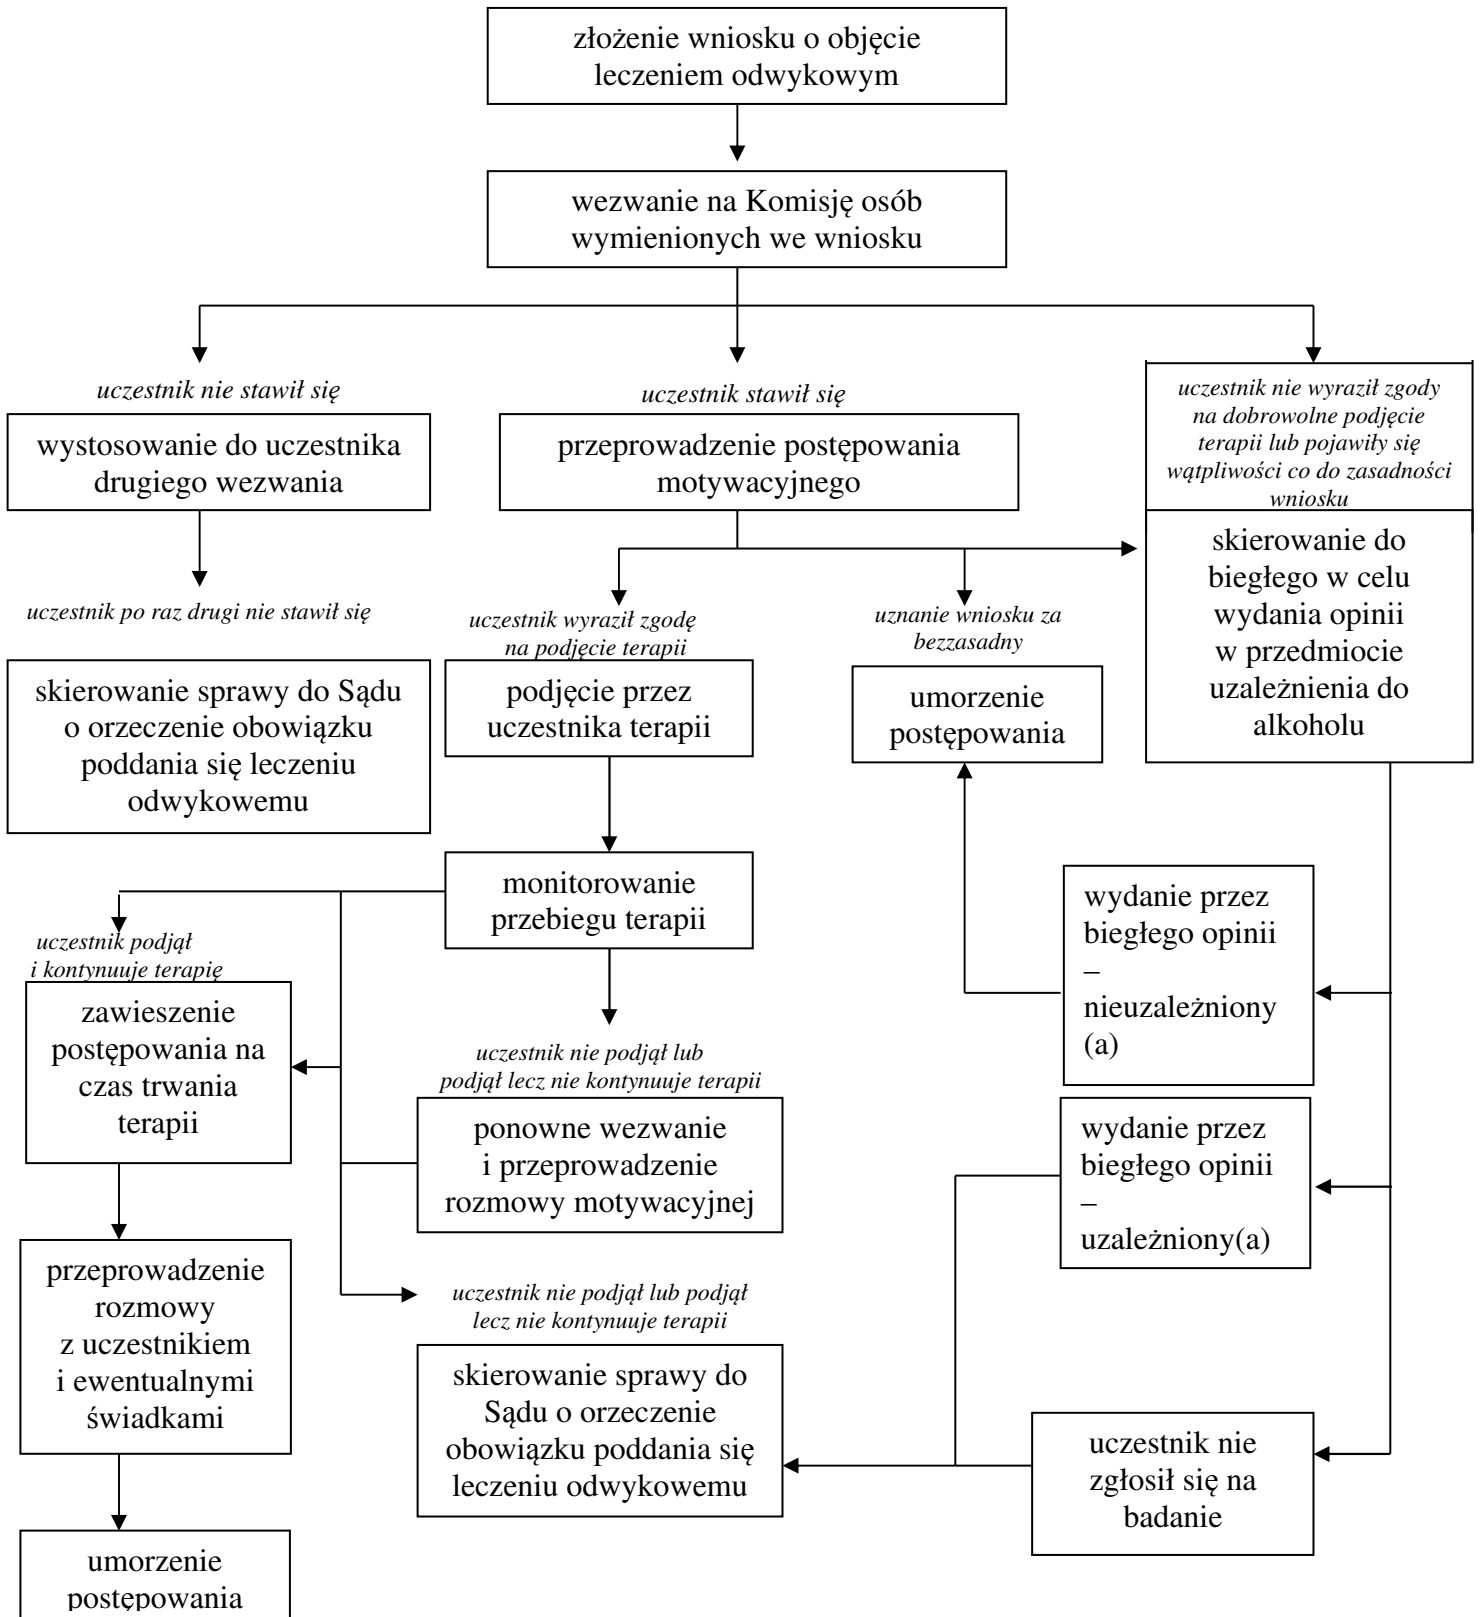 złożenie wniosku o objęcie
leczeniem odwykowym
wezwanie na Komisję osób
wymienionych we wniosku
uczestnik nie stawił się
wystosowanie do uczestnika
drugiego wezwania
uczestnik po raz drugi nie stawił się
skierowanie sprawy do Sądu
o orzeczenie obowiązku
poddania się leczeniu
odwykowemu
uczestnik stawił się
przeprowadzenie postępowania
motywacyjnego
uczestnik nie wyraził zgody
na dobrowolne podjęcie
terapii lub pojawiły się
wątpliwości co do zasadności
wniosku
skierowanie do
biegłego w celu
wydania opinii
w przedmiocie
uzależnienia do
alkoholu
uczestnik wyraził zgodę
na podjęcie terapii
podjęcie przez
uczestnika terapii
uznanie wniosku za
bezzasadny
umorzenie
postępowania
monitorowanie
przebiegu terapii
uczestnik podjął
i kontynuuje terapię
zawieszenie
postępowania na
czas trwania
terapii
uczestnik nie podjął lub
podjął lecz nie kontynuuje terapii
ponowne wezwanie
i przeprowadzenie
rozmowy motywacyjnej
wydanie przez
biegłego opinii
–
nieuzależniony
(a)
wydanie przez
biegłego opinii
–
uzależniony(a)
przeprowadzenie
rozmowy
z uczestnikiem
i ewentualnymi
świadkami
uczestnik nie podjął lub podjął
lecz nie kontynuuje terapii
skierowanie sprawy do
Sądu o orzeczenie
obowiązku poddania się
leczeniu odwykowemu
uczestnik nie
zgłosił się na
badanie
umorzenie
postępowania